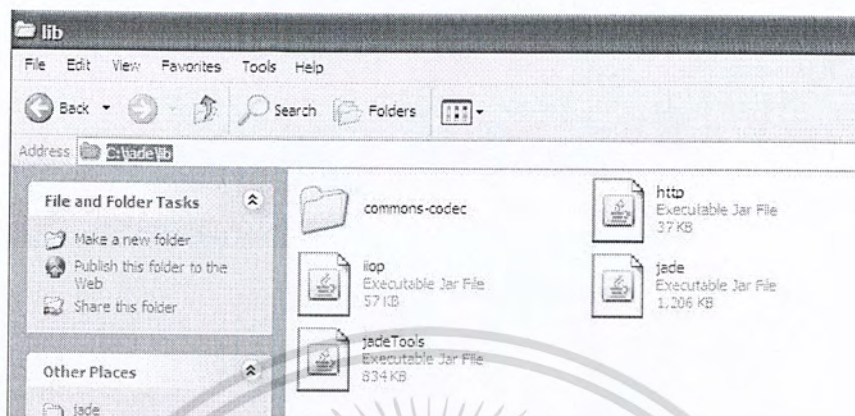 lib
File Edit View Favorites Tools Help
Back Search Folders
Address C:\jade\lib
File and Folder Tasks
Make a new folder
Publish this folder to the
Web
Share this folder
Other Places
jade
commons-codec
http
Executable Jar File
37 KB
iiop
Executable Jar File
57 KB
jade
Executable Jar File
1,206 KB
jadeTools
Executable Jar File
834 KB